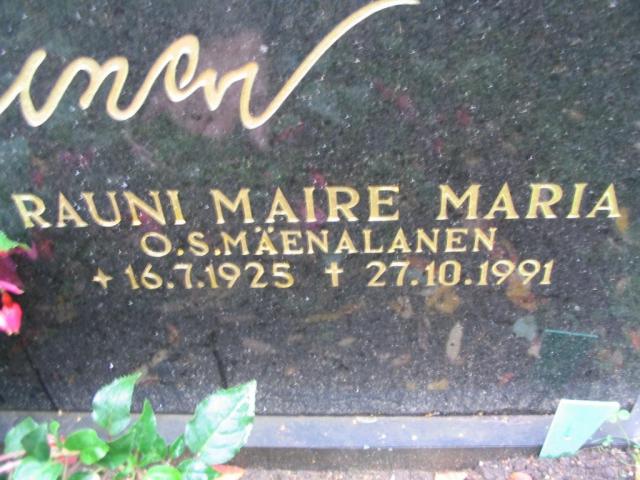 RAUNI MAIRE MARIA
O.S.MÄENALANEN
+ 16.7.1925 † 27.10.1991